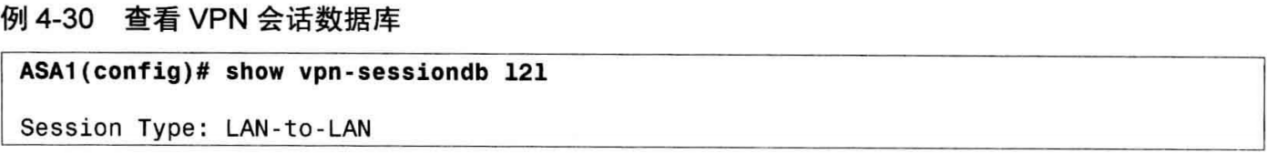 例 4-30 查看 VPN 会话数据库
ASA1(config)# show vpn-sessiondb l2l
Session Type: LAN-to-LAN